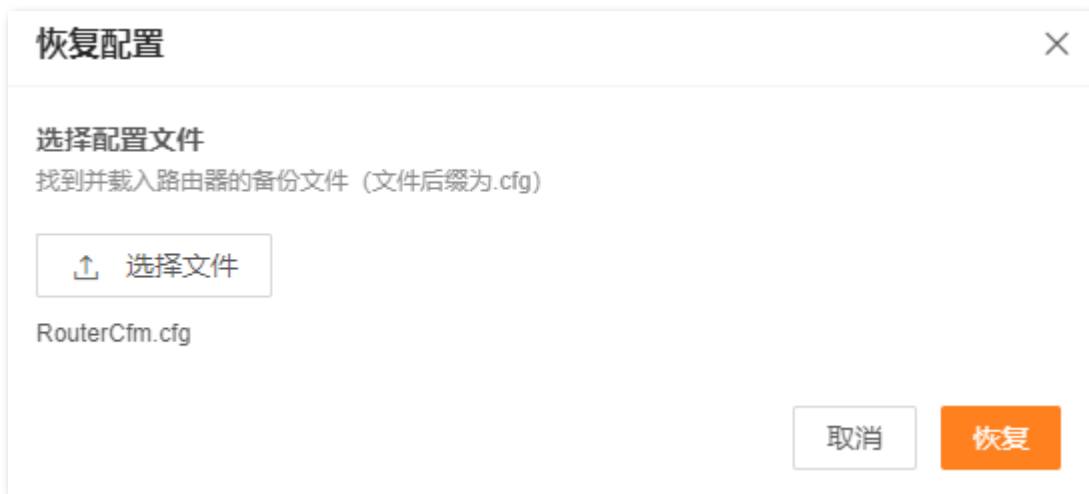 恢复配置
选择配置文件
找到并载入路由器的备份文件（文件后缀为.cfg）
选择文件
RouterCfm.cfg
取消
恢复